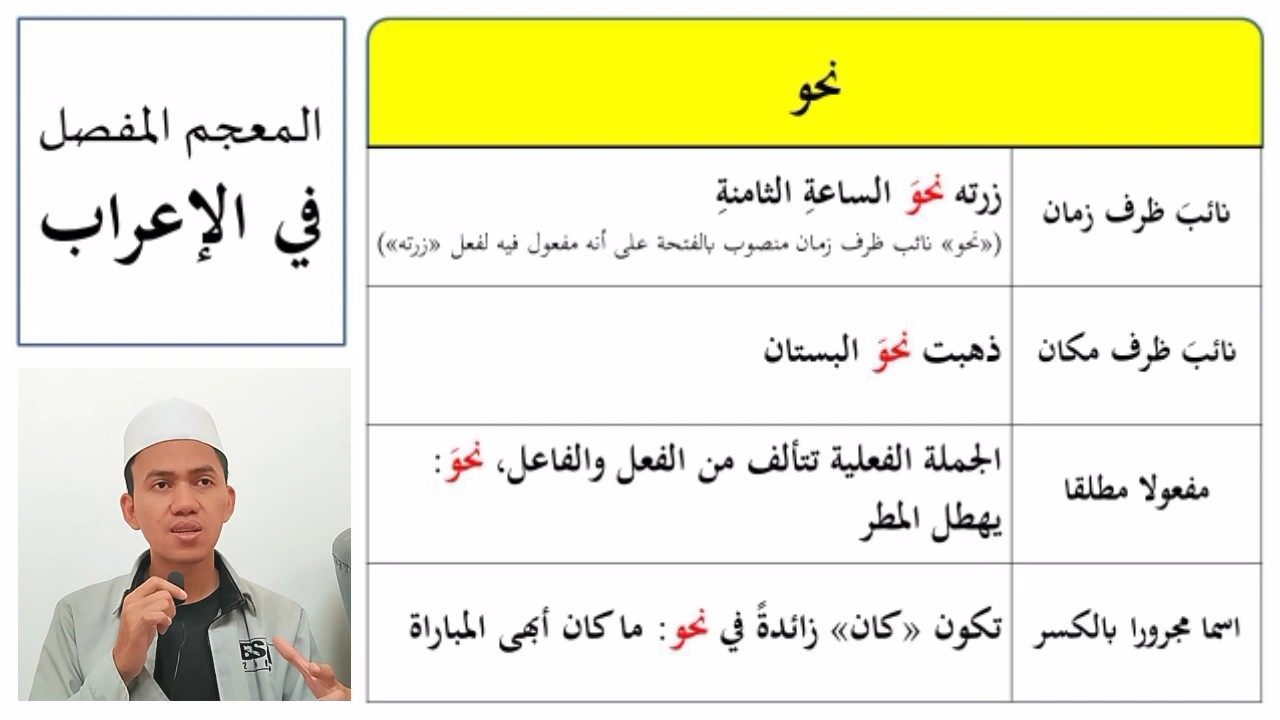 المعجم المفصل
في الإعراب
نحو
نائبَ ظرف زمان
زرته نحوَ الساعةِ الثامنةِ
(«نحو» نائب ظرف زمان منصوب بالفتحة على أنه مفعول فيه لفعل «زرته»)
نائبَ ظرف مكان
ذهبت نحوَ البستان
مفعولا مطلقا
الجملة الفعلية تتألف من الفعل والفاعل، نحوَ:
يهطل المطر
اسما مجرورا بالكسر
تكون «كان» زائدةً في نحو: ما كان أبهى المباراة